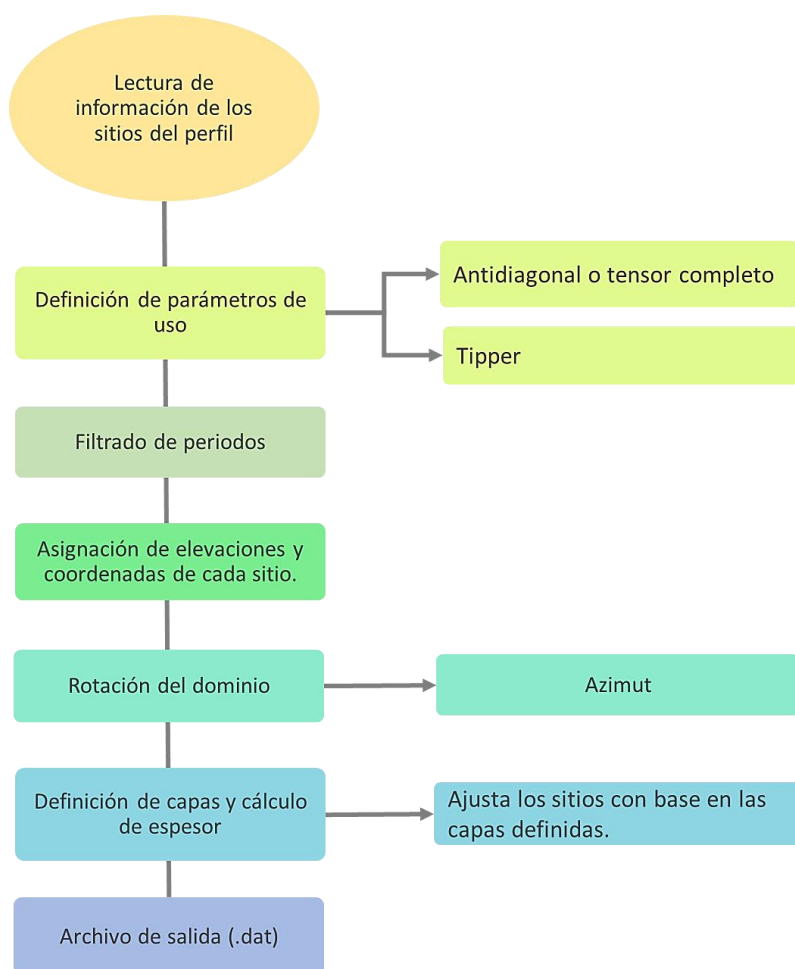 Lectura de
información de los
sitios del perfil
Definición de parámetros de
uso
Antidiagonal o tensor completo
Tipper
Filtrado de periodos
Asignación de elevaciones y
coordenadas de cada sitio.
Rotación del dominio
Azimut
Definición de capas y cálculo
de espesor
Ajusta los sitios con base en las
capas definidas.
Archivo de salida (.dat)